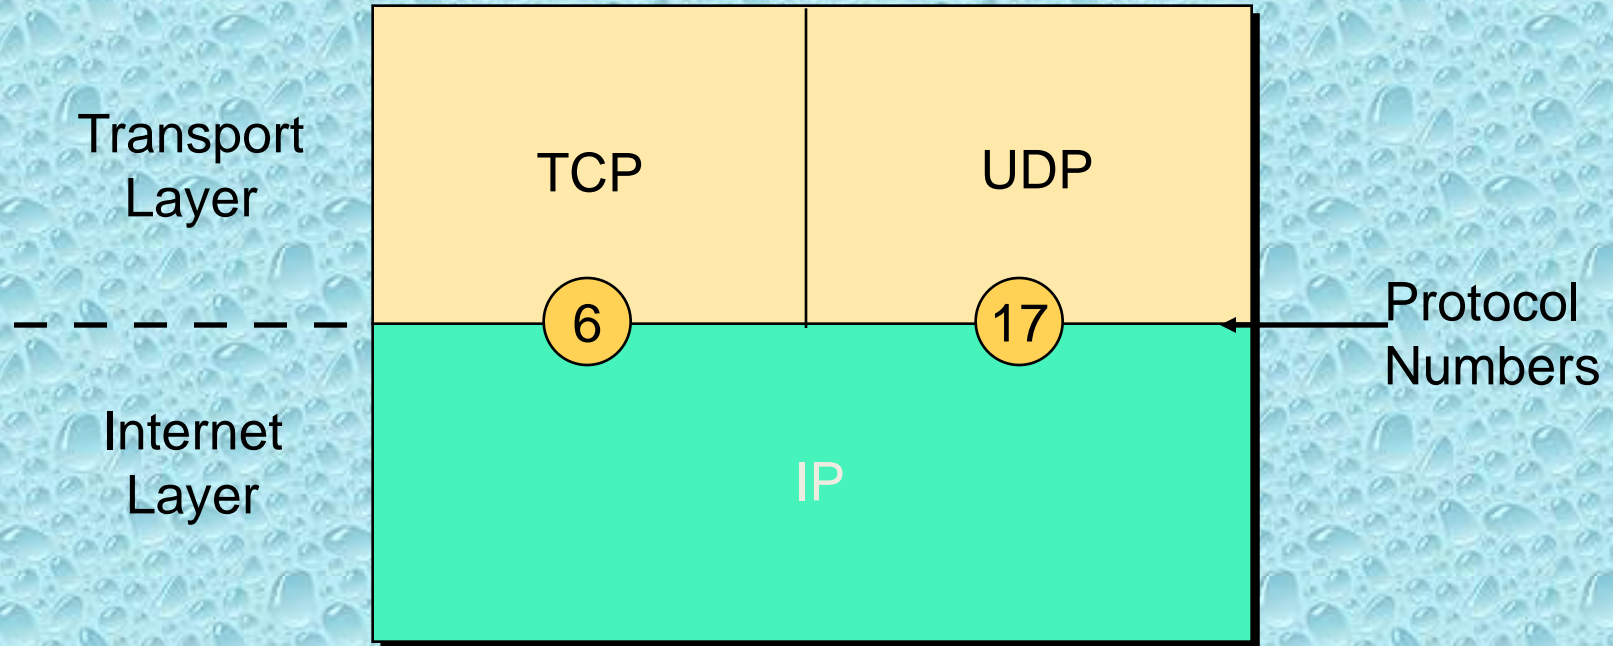 Transport
Layer
TCP
UDP
6
17
Protocol
Numbers
Internet
Layer
IP